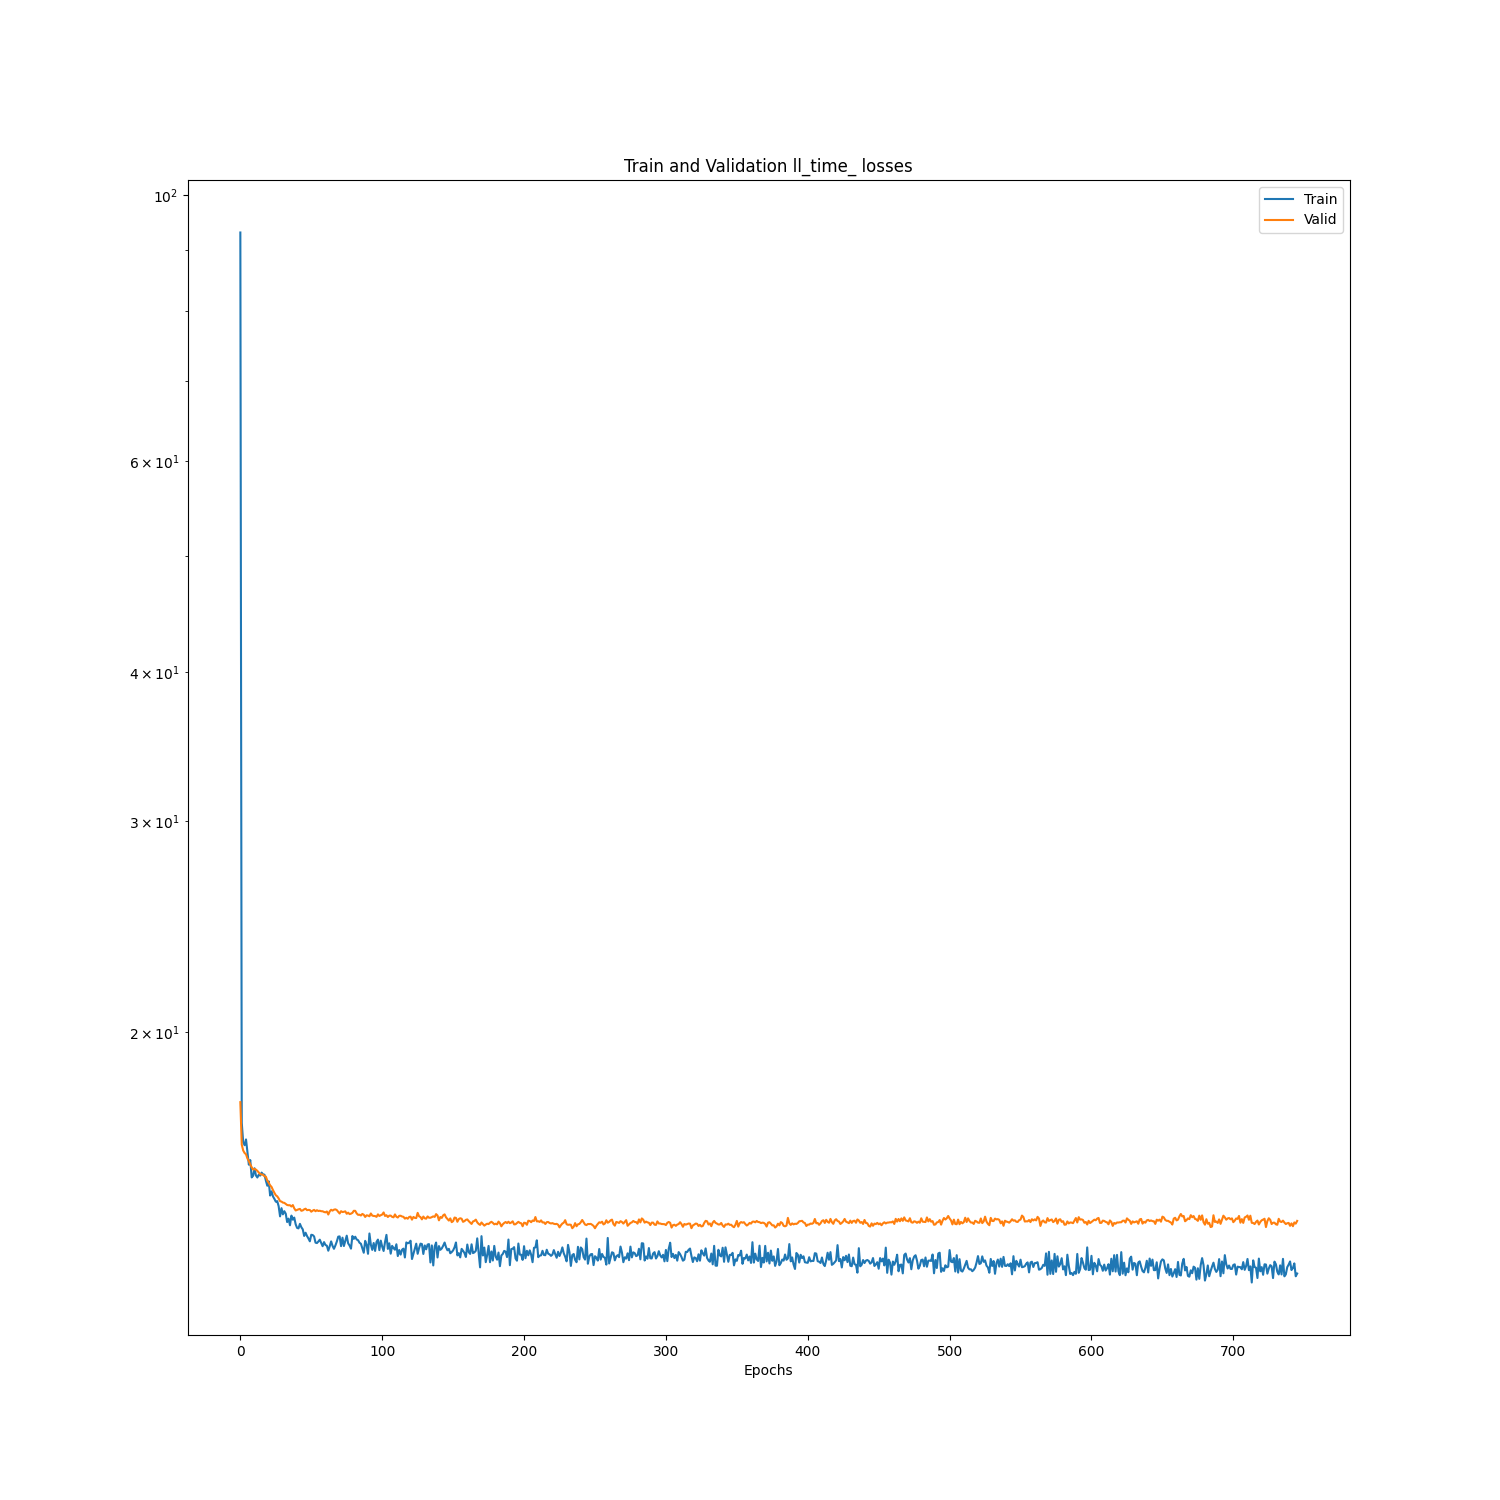 Train and Validation ll_time_ losses
Train
Valid
10²
6 × 10¹
4 × 10¹
3 × 10¹
2 × 10¹
0 100 200 300 400 500 600 700
Epochs